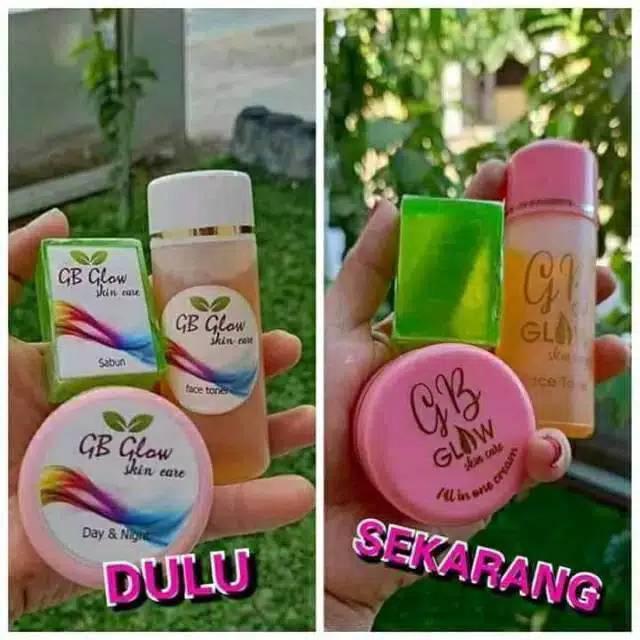 GB Glow
skin care
Sabun
GB Glow
skin care
face toner
GB Glow
skin care
Day & Night
DULU
GB
GLOW
skin care
GB
GLOW
skin care
All in one cream
SEKARANG